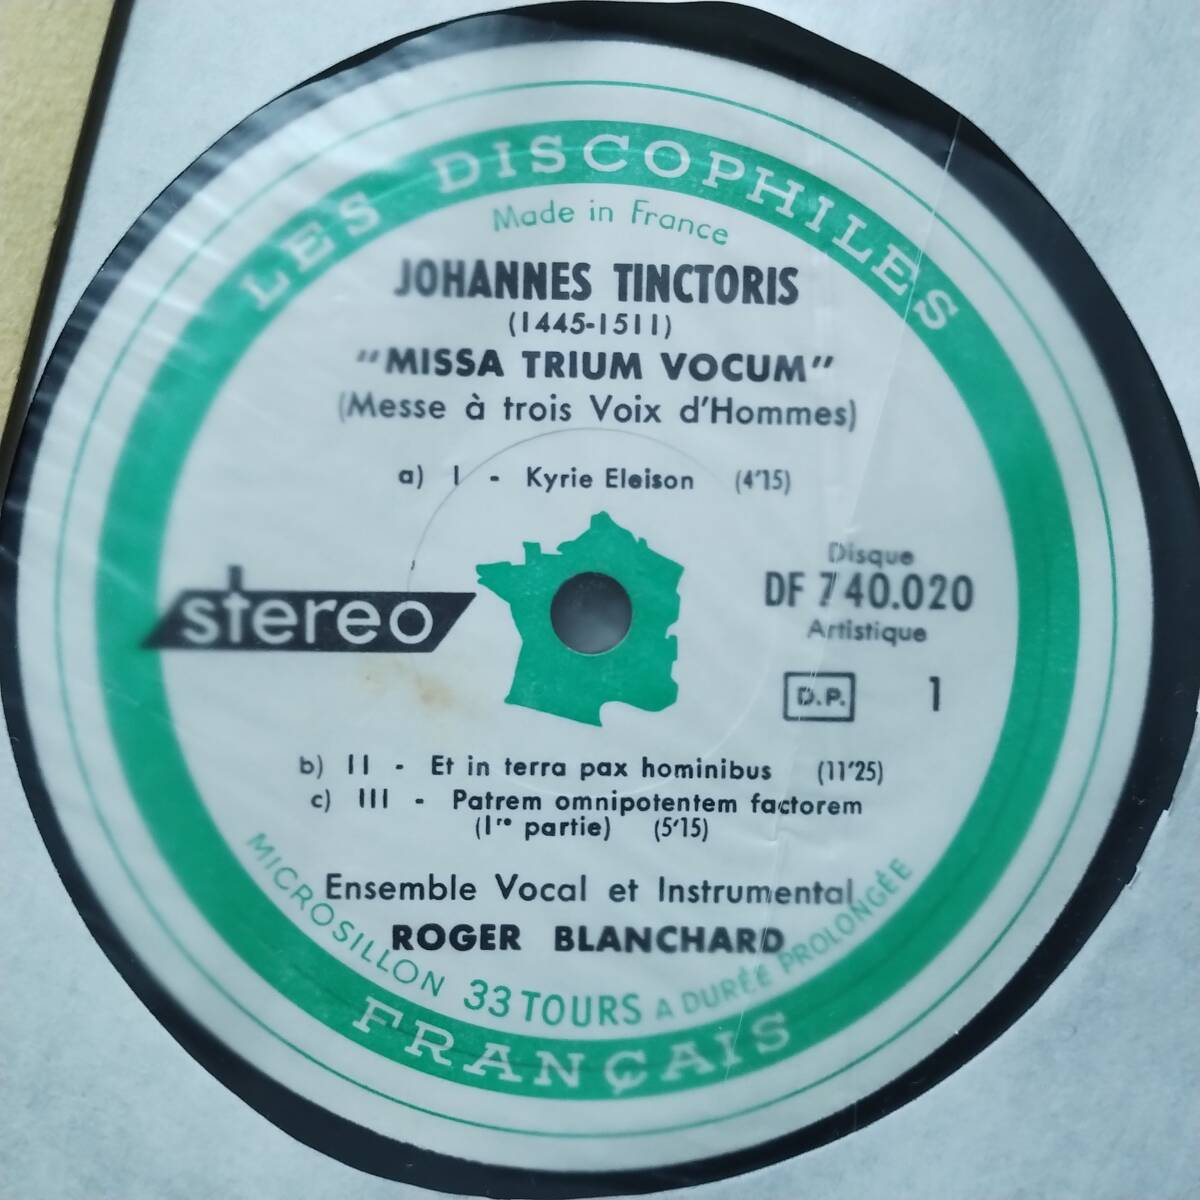 LES DISCOPHILES
Made in France
JOHANNES TINCTORIS
(1445-1511)
"MISSA TRIUM VOCUM"
(Messe à trois Voix d'Hommes)
a) I - Kyrie Eleison (4'15)
stereo
Disque
DF 740.020
Artistique
D.P. 1
b) II - Et in terra pax hominibus (11'25)
c) III - Patrem omnipotentem factorem
(Iʳᵉ partie) (5'15)
Ensemble Vocal et Instrumental
ROGER BLANCHARD
MICROSILLON 33 TOURS A DURÉE PROLONGÉE
FRANÇAIS